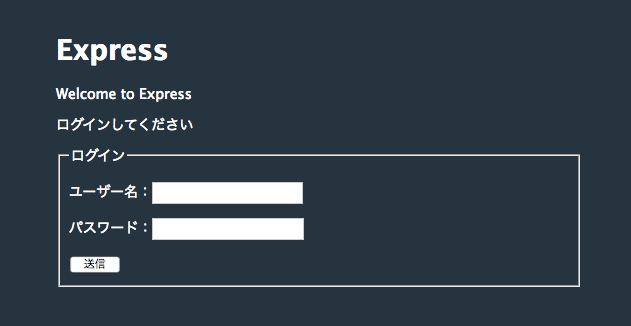 Express
Welcome to Express
ログインしてください
ログイン
ユーザー名：
パスワード：
送信